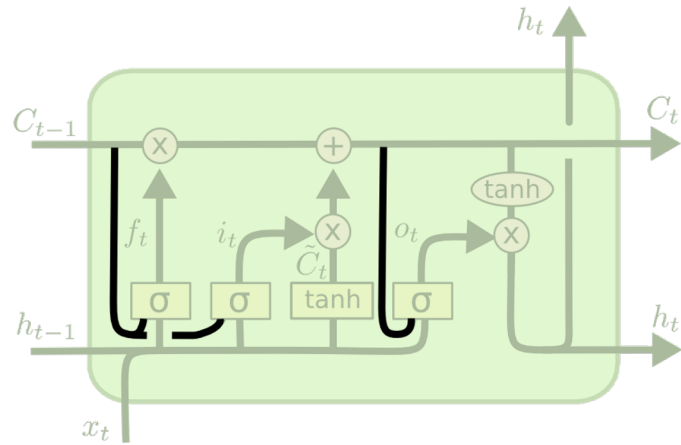 h_t
C_{t-1}
C_t
x
+
tanh
f_t
i_t
x
o_t
x
C̃_t
σ
σ
tanh
σ
h_{t-1}
h_t
x_t